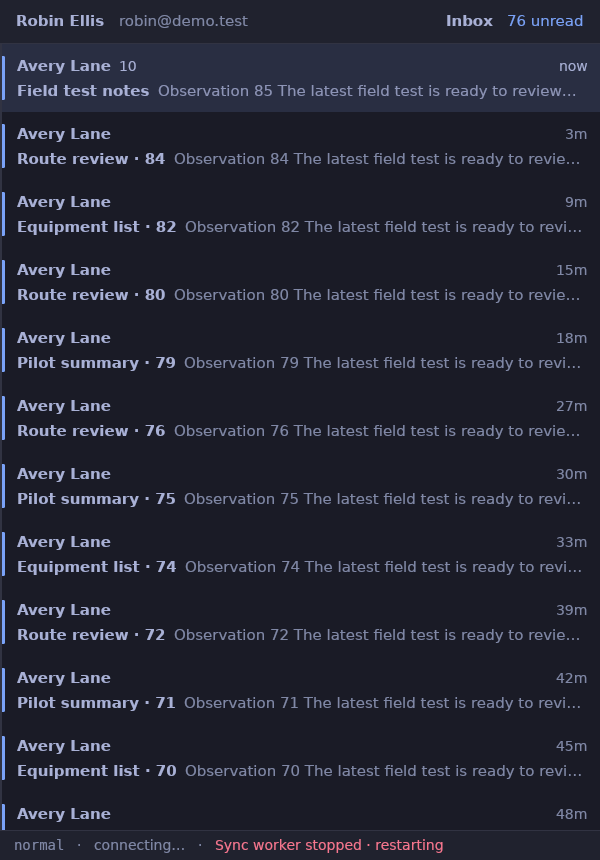 Robin Ellis robin@demo.test Inbox 76 unread
Avery Lane 10 now
Field test notes Observation 85 The latest field test is ready to review…
Avery Lane 3m
Route review · 84 Observation 84 The latest field test is ready to revie…
Avery Lane 9m
Equipment list · 82 Observation 82 The latest field test is ready to revi…
Avery Lane 15m
Route review · 80 Observation 80 The latest field test is ready to revie…
Avery Lane 18m
Pilot summary · 79 Observation 79 The latest field test is ready to revi…
Avery Lane 27m
Route review · 76 Observation 76 The latest field test is ready to revie…
Avery Lane 30m
Pilot summary · 75 Observation 75 The latest field test is ready to revi…
Avery Lane 33m
Equipment list · 74 Observation 74 The latest field test is ready to revi…
Avery Lane 39m
Route review · 72 Observation 72 The latest field test is ready to revie…
Avery Lane 42m
Pilot summary · 71 Observation 71 The latest field test is ready to revi…
Avery Lane 45m
Equipment list · 70 Observation 70 The latest field test is ready to revi…
Avery Lane 48m
normal · connecting… · Sync worker stopped · restarting